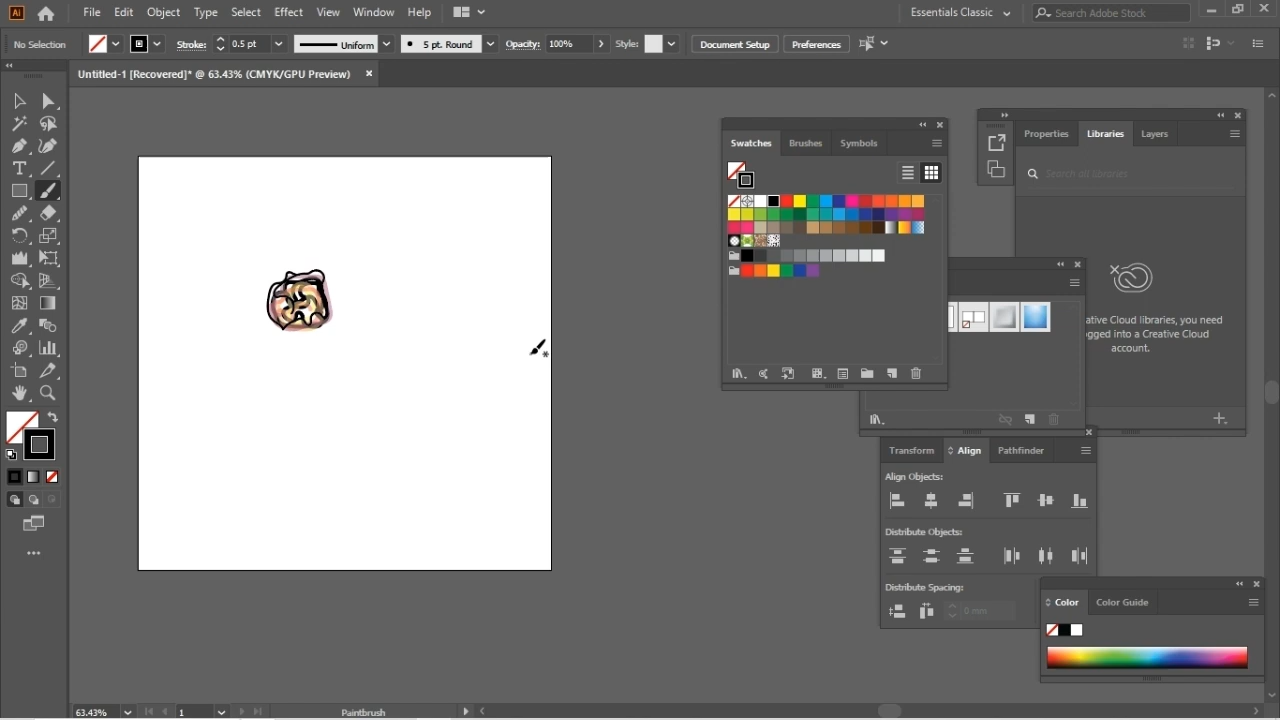 Ai File Edit Object Type Select Effect View Window Help Essentials Classic Search Adobe Stock
No Selection Stroke: 0.5 pt Uniform 5 pt. Round Opacity: 100% Style: Document Setup Preferences
Untitled-1 [Recovered]* @ 63.43% (CMYK/GPU Preview)
Swatches Brushes Symbols
Properties Libraries Layers
Search all libraries
ative Cloud libraries, you need
gged into a Creative Cloud
account.
Transform Align Pathfinder
Align Objects:
Distribute Objects:
Distribute Spacing:
0 mm
Color Color Guide
63.43% 1 Paintbrush